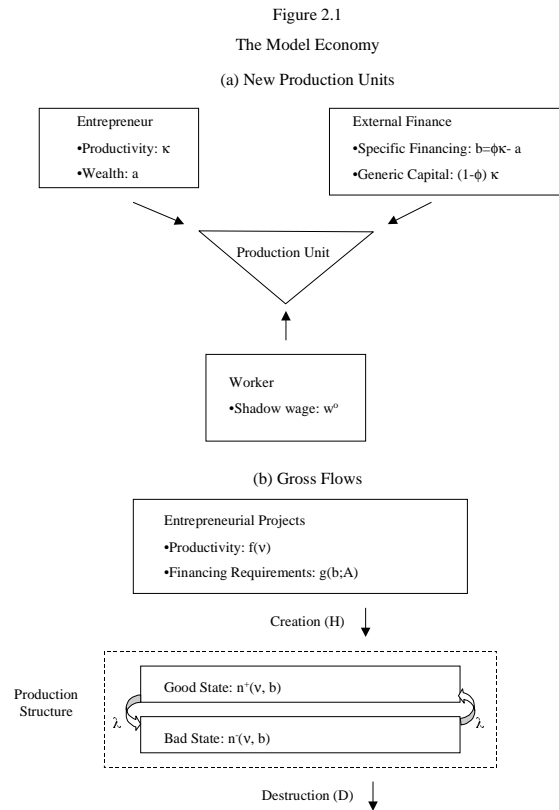 Figure 2.1
The Model Economy
(a) New Production Units
Entrepreneur
•Productivity: κ
•Wealth: a
External Finance
•Specific Financing: b=ϕκ- a
•Generic Capital: (1-ϕ) κ
Production Unit
Worker
•Shadow wage: wᵒ
(b) Gross Flows
Entrepreneurial Projects
•Productivity: f(ν)
•Financing Requirements: g(b;A)
Creation (H)
Production
Structure
Good State: n⁺(ν, b)
λ
λ
Bad State: n⁻(ν, b)
Destruction (D)